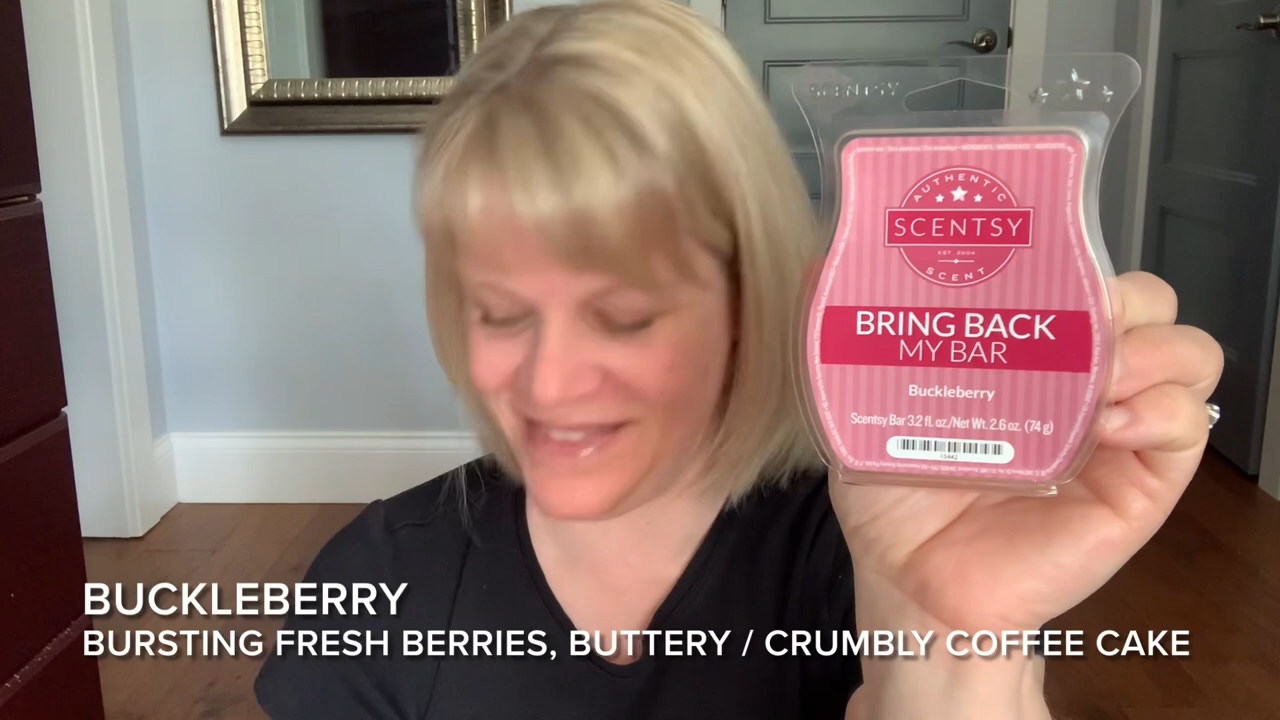 SCENTSY
AUTHENTIC
SCENTSY
EST. 2004
SCENT
BRING BACK
MY BAR
Buckleberry
Scentsy Bar 3.2 fl. oz./Net Wt. 2.6 oz. (74 g)
BUCKLEBERRY
BURSTING FRESH BERRIES, BUTTERY / CRUMBLY COFFEE CAKE